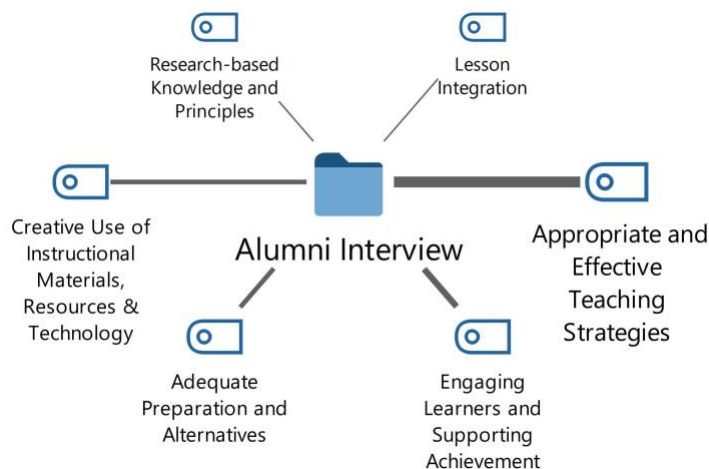 Research-based
Knowledge and
Principles
Lesson
Integration
Creative Use of
Instructional
Materials,
Resources &
Technology
Alumni Interview
Appropriate and
Effective
Teaching
Strategies
Adequate
Preparation and
Alternatives
Engaging
Learners and
Supporting
Achievement